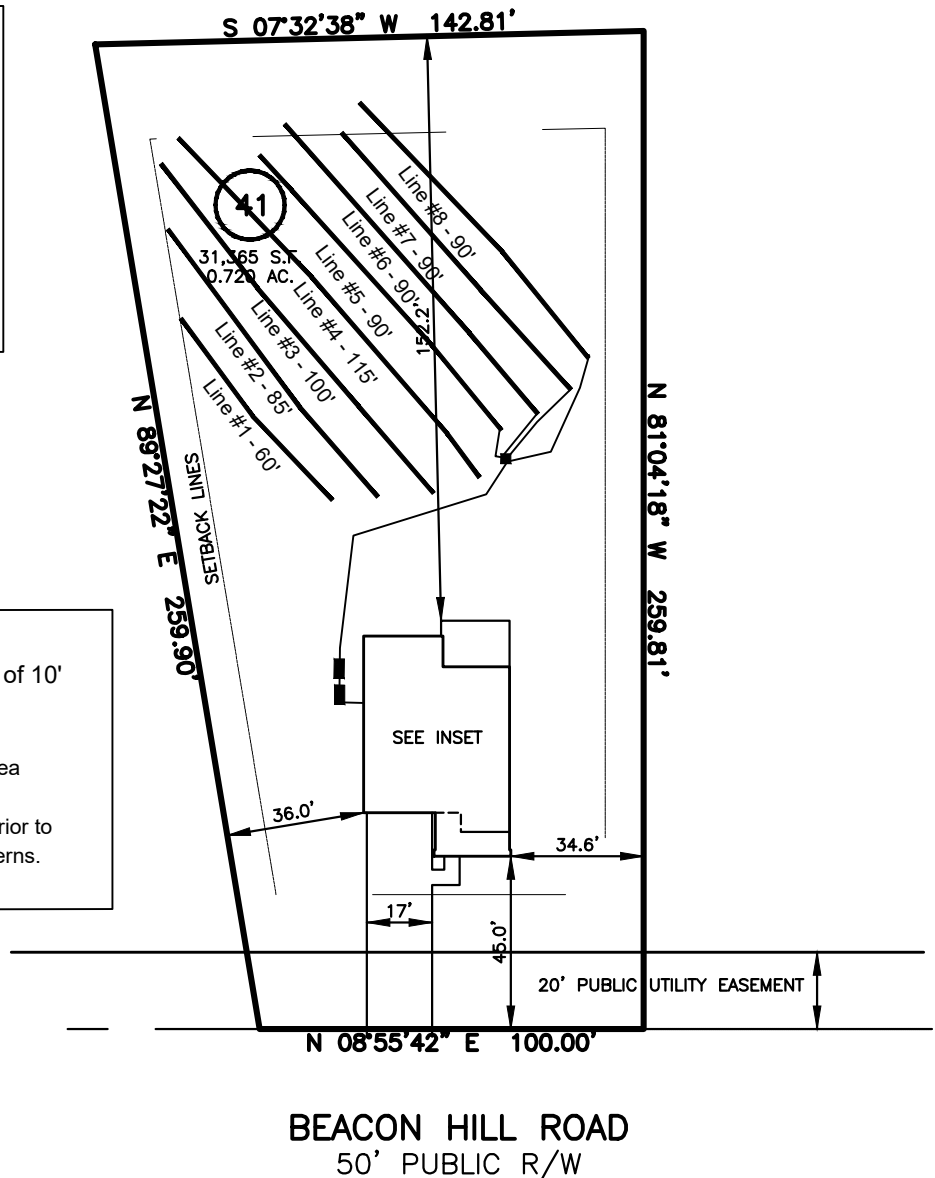 S 07°32'38" W 142.81'
41
31,365 S.F.
0.720 AC.
Line #8 - 90'
Line #7 - 90'
Line #6 - 90'
Line #5 - 90'
Line #4 - 115'
Line #3 - 100'
Line #2 - 85'
Line #1 - 60'
152.2'
N 89°27'22" E 259.90'
SETBACK LINES
N 81°04'18" W 259.81'
of 10'
ea
rior to
erns.
SEE INSET
36.0'
34.6'
17'
45.0'
20' PUBLIC UTILITY EASEMENT
N 08°55'42" E 100.00'
BEACON HILL ROAD
50' PUBLIC R/W